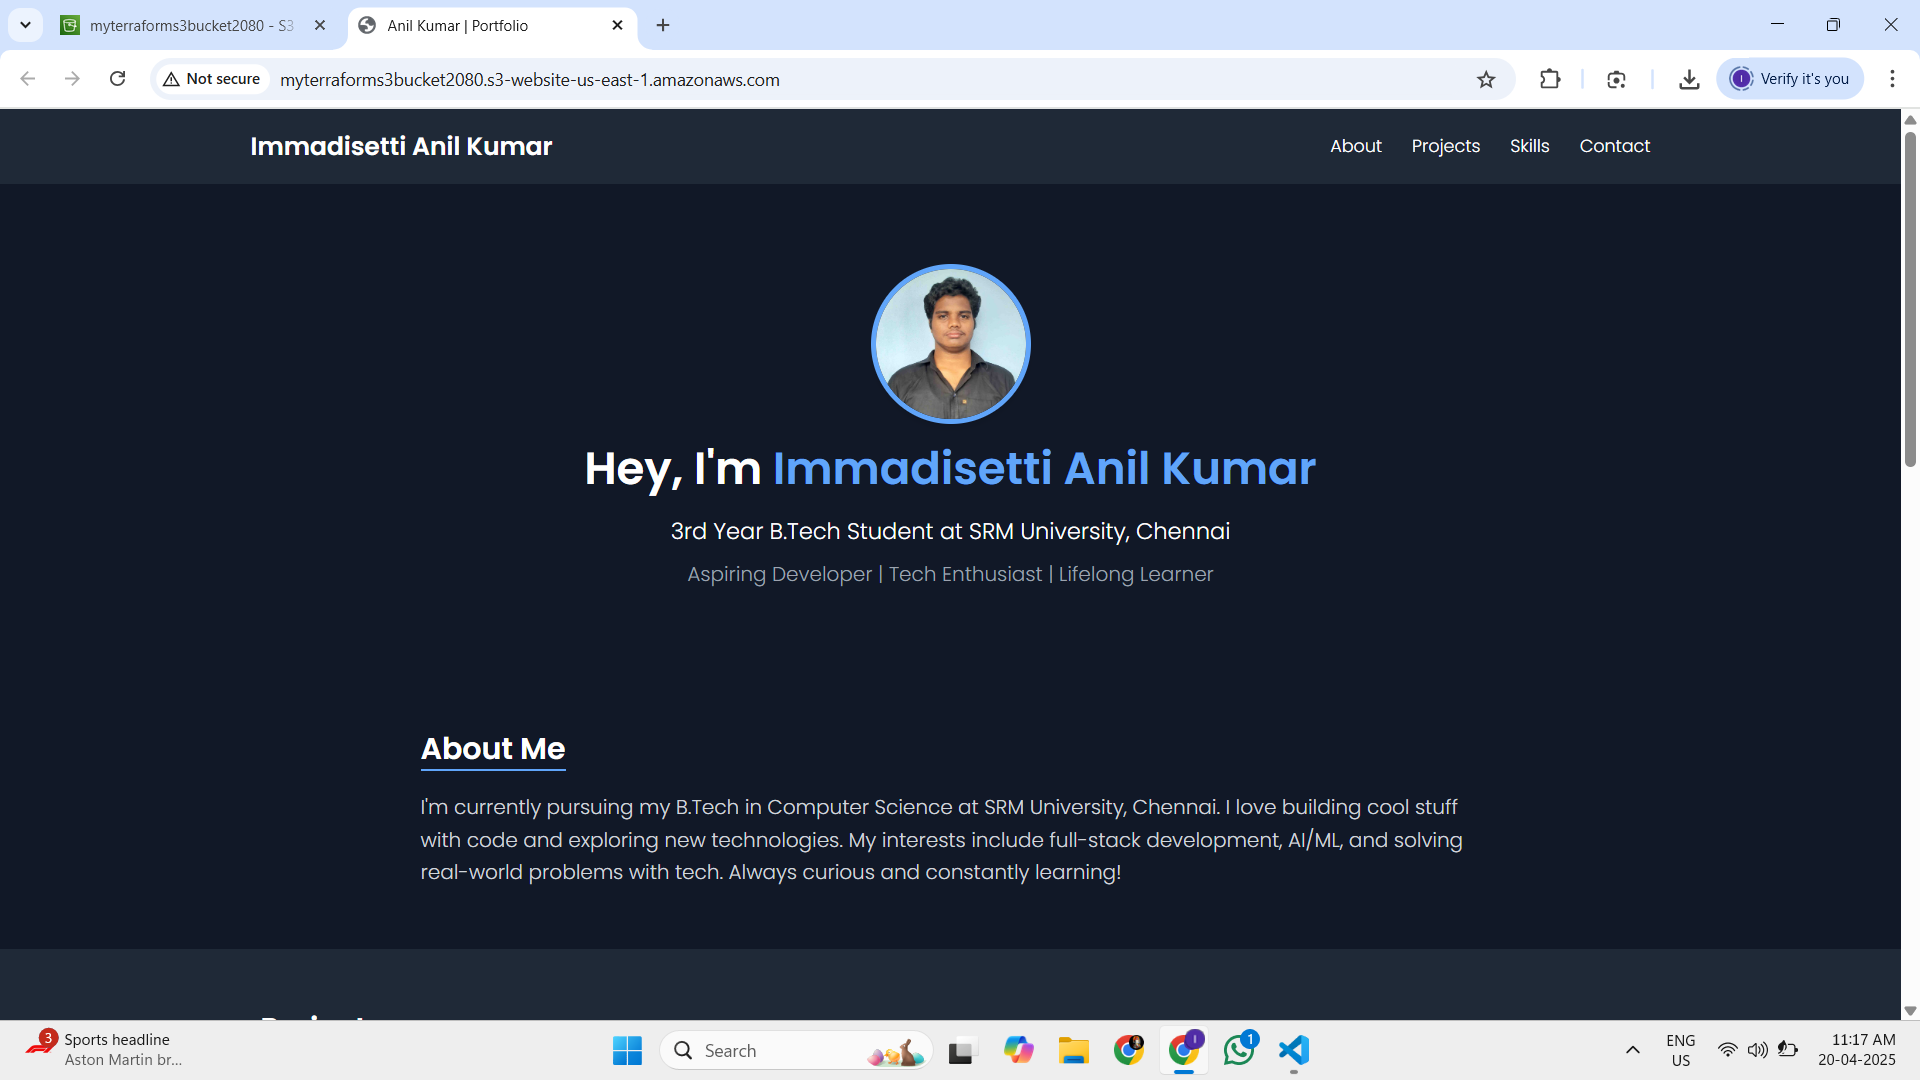 myterraforms3bucket2080 - S3
Anil Kumar | Portfolio
Not secure
myterraforms3bucket2080.s3-website-us-east-1.amazonaws.com
Verify it's you
Immadisetti Anil Kumar
About
Projects
Skills
Contact
Hey, I'm Immadisetti Anil Kumar
3rd Year B.Tech Student at SRM University, Chennai
Aspiring Developer | Tech Enthusiast | Lifelong Learner
About Me
I'm currently pursuing my B.Tech in Computer Science at SRM University, Chennai. I love building cool stuff
with code and exploring new technologies. My interests include full-stack development, AI/ML, and solving
real-world problems with tech. Always curious and constantly learning!
3
Sports headline
Aston Martin br...
Search
1
ENG
US
11:17 AM
20-04-2025